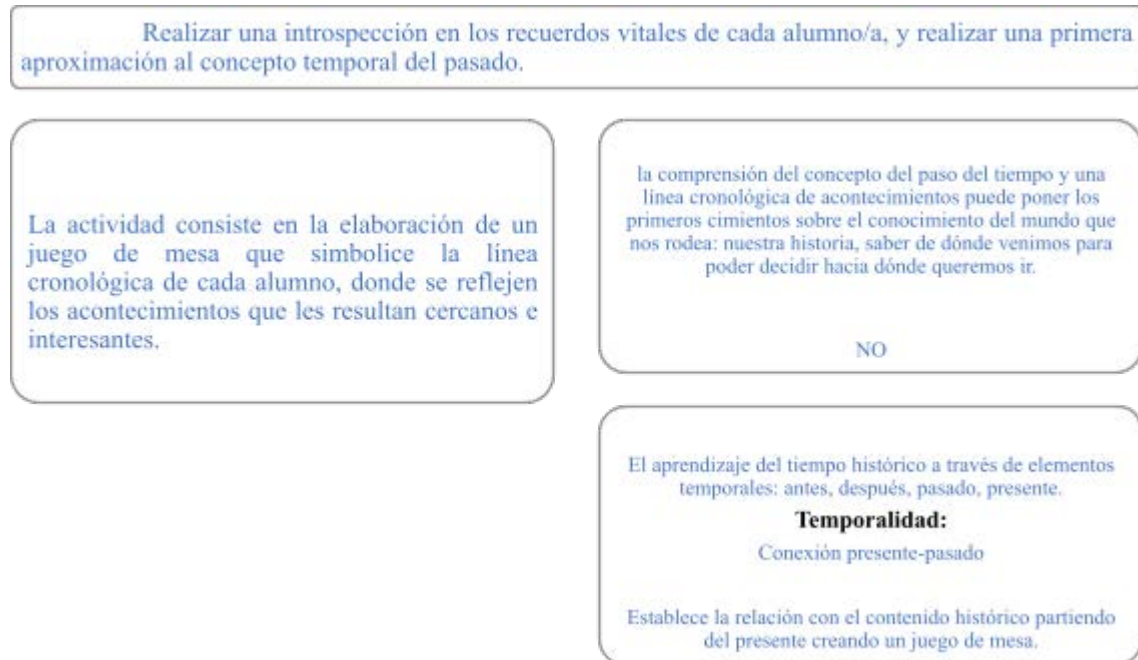 Realizar una introspección en los recuerdos vitales de cada alumno/a, y realizar una primera
aproximación al concepto temporal del pasado.
La actividad consiste en la elaboración de un
juego de mesa que simbolice la línea
cronológica de cada alumno, donde se reflejen
los acontecimientos que les resultan cercanos e
interesantes.
la comprensión del concepto del paso del tiempo y una
línea cronológica de acontecimientos puede poner los
primeros cimientos sobre el conocimiento del mundo que
nos rodea: nuestra historia, saber de dónde venimos para
poder decidir hacia dónde queremos ir.
NO
El aprendizaje del tiempo histórico a través de elementos
temporales: antes, después, pasado, presente.
Temporalidad:
Conexión presente-pasado
Establece la relación con el contenido histórico partiendo
del presente creando un juego de mesa.